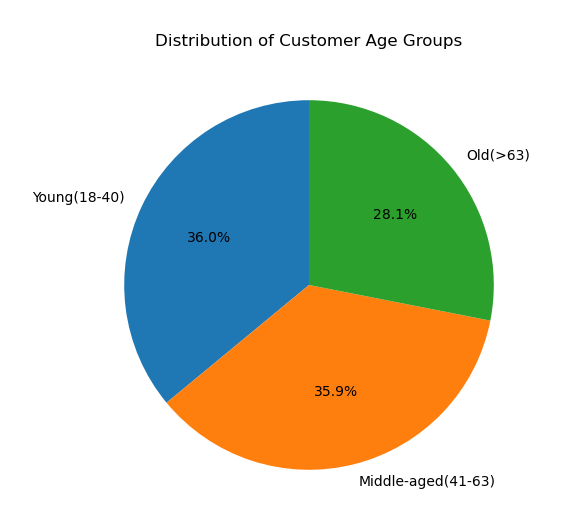 Distribution of Customer Age Groups
Old(>63)
Young(18-40)
28.1%
36.0%
35.9%
Middle-aged(41-63)